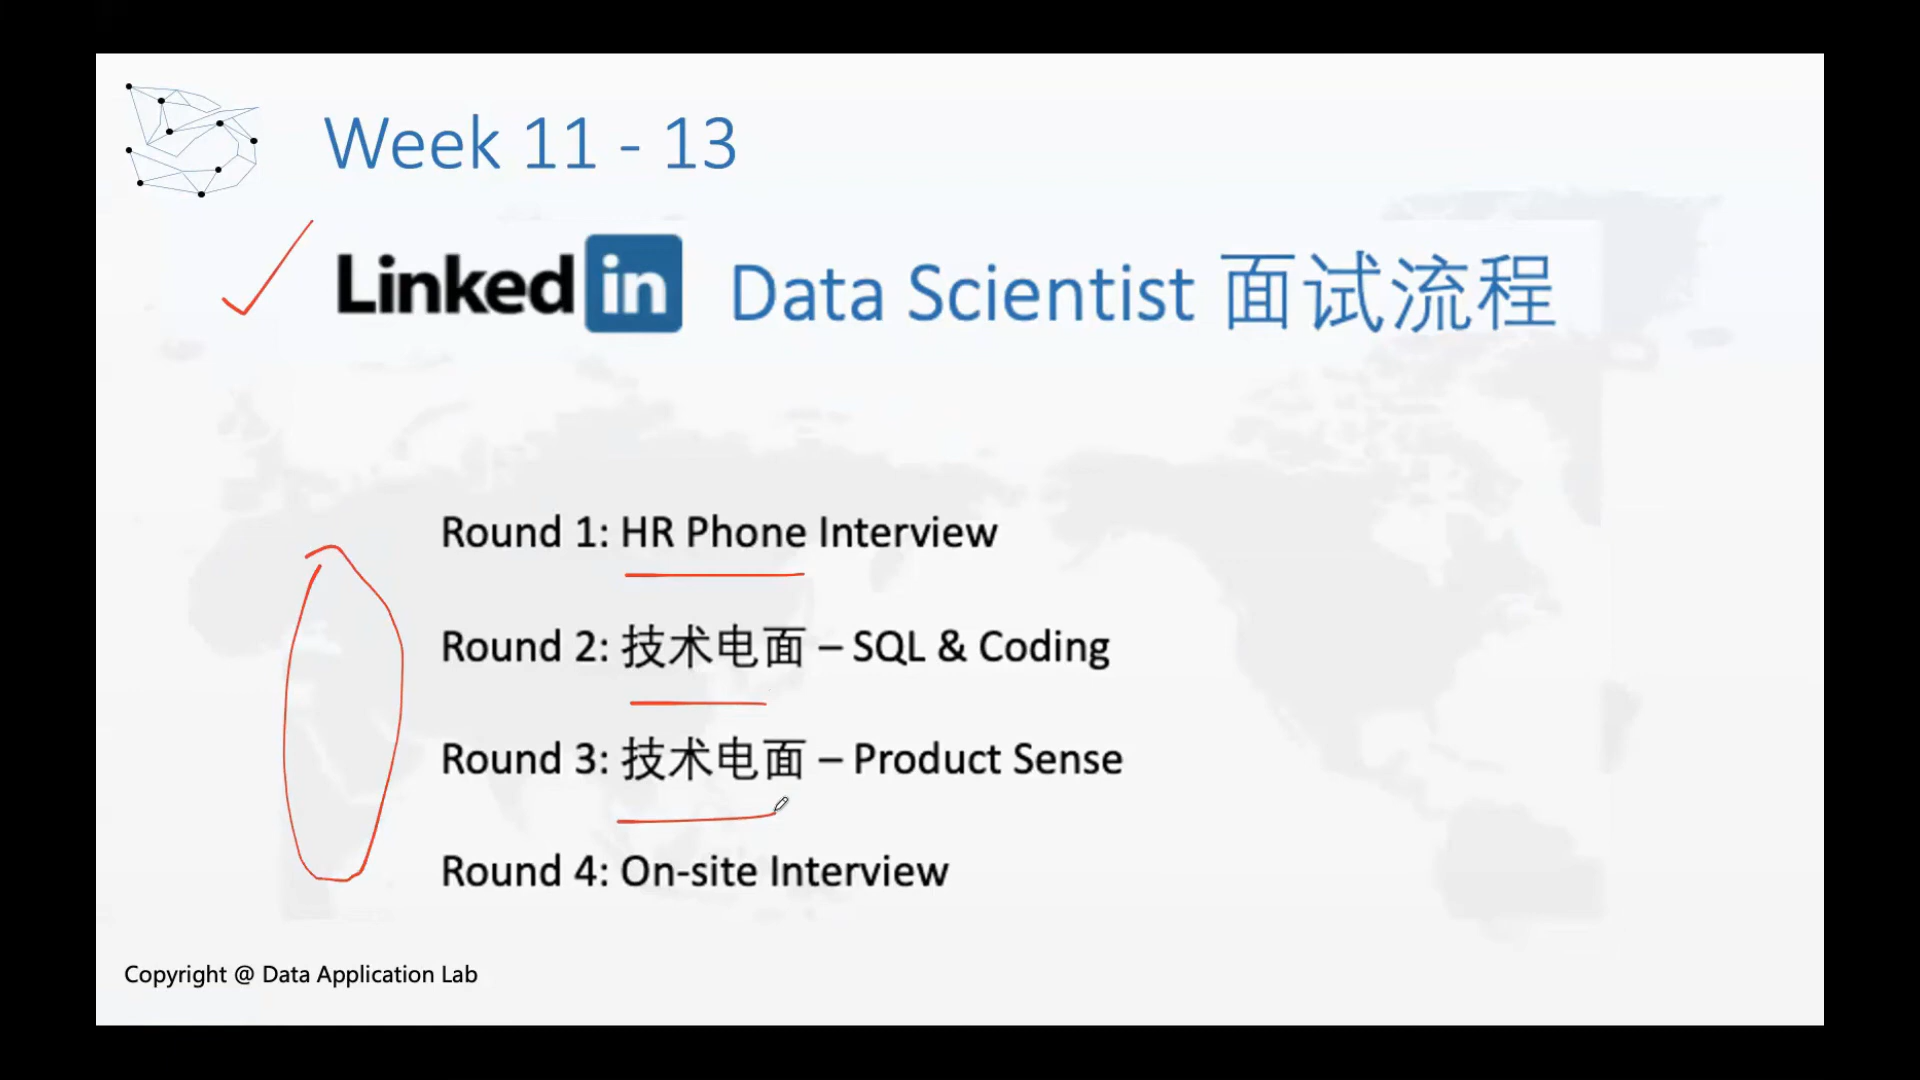 Week 11 - 13
Linked in Data Scientist 面试流程
Round 1: HR Phone Interview
Round 2: 技术电面 – SQL & Coding
Round 3: 技术电面 – Product Sense
Round 4: On-site Interview
Copyright @ Data Application Lab